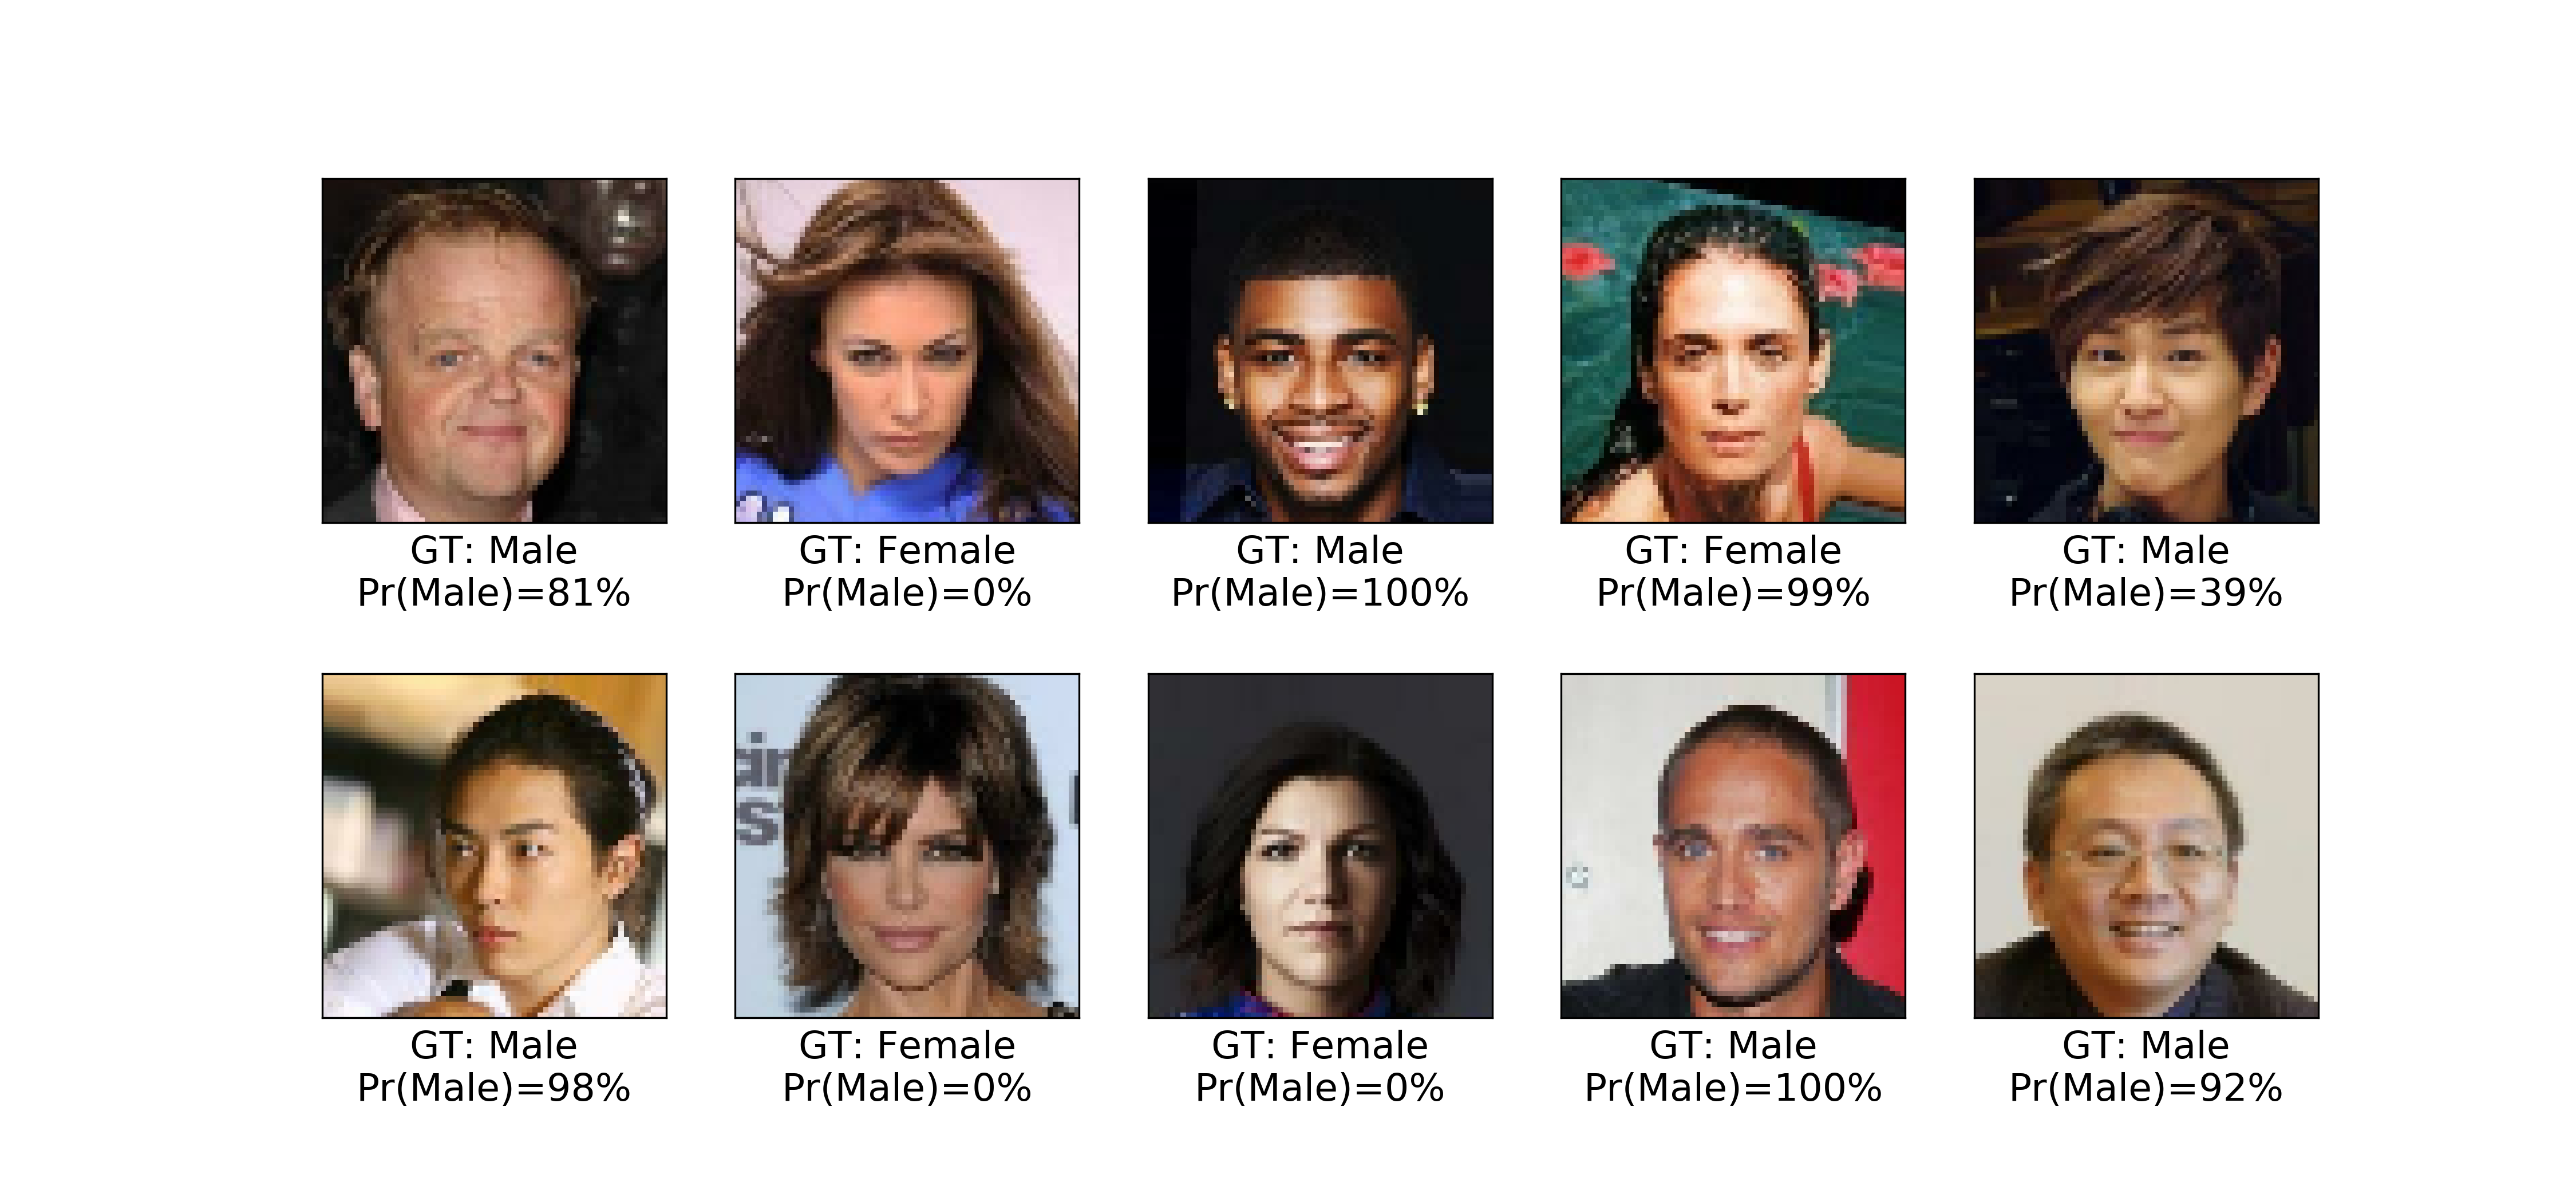 GT: Male
Pr(Male)=81%
GT: Female
Pr(Male)=0%
GT: Male
Pr(Male)=100%
GT: Female
Pr(Male)=99%
GT: Male
Pr(Male)=39%
GT: Male
Pr(Male)=98%
GT: Female
Pr(Male)=0%
GT: Female
Pr(Male)=0%
GT: Male
Pr(Male)=100%
GT: Male
Pr(Male)=92%